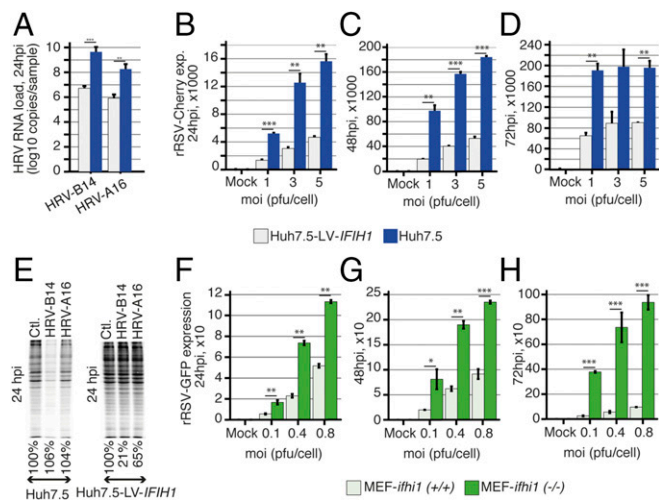 A
HRV RNA load, 24hpi
(log10 copies/sample)
10
8
6
4
2
0
***
**
HRV-B14
HRV-A16
B
rRSV-Cherry exp.
24hpi, x1000
16
12
8
4
0
***
**
**
Mock 1 3 5
moi (pfu/cell)
C
48hpi, x1000
200
160
120
80
40
0
**
***
***
Mock 1 3 5
moi (pfu/cell)
D
72hpi, x1000
280
240
200
160
120
80
40
0
**
**
Mock 1 3 5
moi (pfu/cell)
Huh7.5-LV-IFIH1
Huh7.5
E
Ctl.
HRV-B14
HRV-A16
Ctl.
HRV-B14
HRV-A16
24 hpi
24 hpi
100%
106%
104%
100%
21%
65%
Huh7.5
Huh7.5-LV-IFIH1
F
rRSV-GFP expression
24hpi, x10
12
10
8
6
4
2
0
**
**
**
Mock 0.1 0.4 0.8
moi (pfu/cell)
G
48hpi, x10
25
20
15
10
5
0
*
**
***
Mock 0.1 0.4 0.8
moi (pfu/cell)
H
72hpi, x10
100
80
60
40
20
0
***
***
***
Mock 0.1 0.4 0.8
moi (pfu/cell)
MEF-ifhi1 (+/+)
MEF-ifhi1 (-/-)